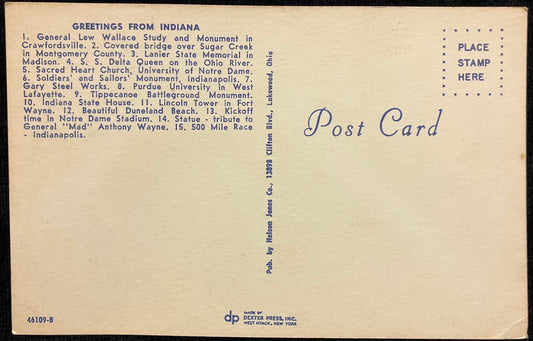 GREETINGS FROM INDIANA
1. General Lew Wallace Study and Monument in
Crawfordsville. 2. Covered bridge over Sugar Creek
in Montgomery County. 3. Lanier State Memorial in
Madison. 4. S. S. Delta Queen on the Ohio River.
5. Sacred Heart Church, University of Notre Dame.
6. Soldiers' and Sailors' Monument, Indianapolis. 7.
Gary Steel Works. 8. Purdue University in West
Lafayette. 9. Tippecanoe Battleground Monument.
10. Indiana State House. 11. Lincoln Tower in Fort
Wayne. 12. Beautiful Duneland Beach. 13. Kickoff
time in Notre Dame Stadium. 14. Statue - tribute to
General "Mad" Anthony Wayne. 15. 500 Mile Race
- Indianapolis.
Pub. by Nelson Jones Co., 13898 Clifton Blvd., Lakewood, Ohio
PLACE
STAMP
HERE
Post Card
46109-B
dp
MADE BY
DEXTER PRESS, INC.
WEST NYACK, NEW YORK